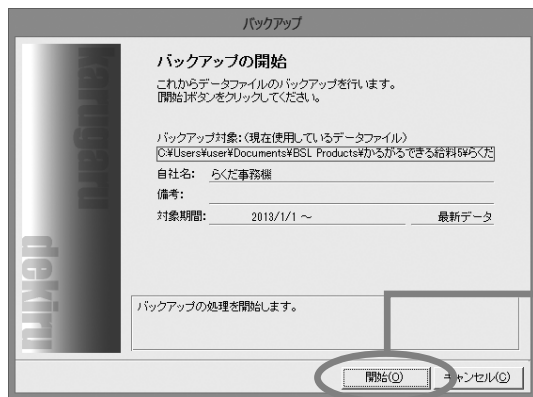 バックアップ
karugaru
dekiru
バックアップの開始
これからデータファイルのバックアップを行います。
[開始]ボタンをクリックしてください。
バックアップ対象:(現在使用しているデータファイル)
C:¥Users¥user¥Documents¥BSL Products¥かるがるできる給料5¥らくだ
自社名: らくだ事務機
備考:
対象期間: 2013/1/1 ~ 最新データ
バックアップの処理を開始します。
開始(O) キャンセル(C)